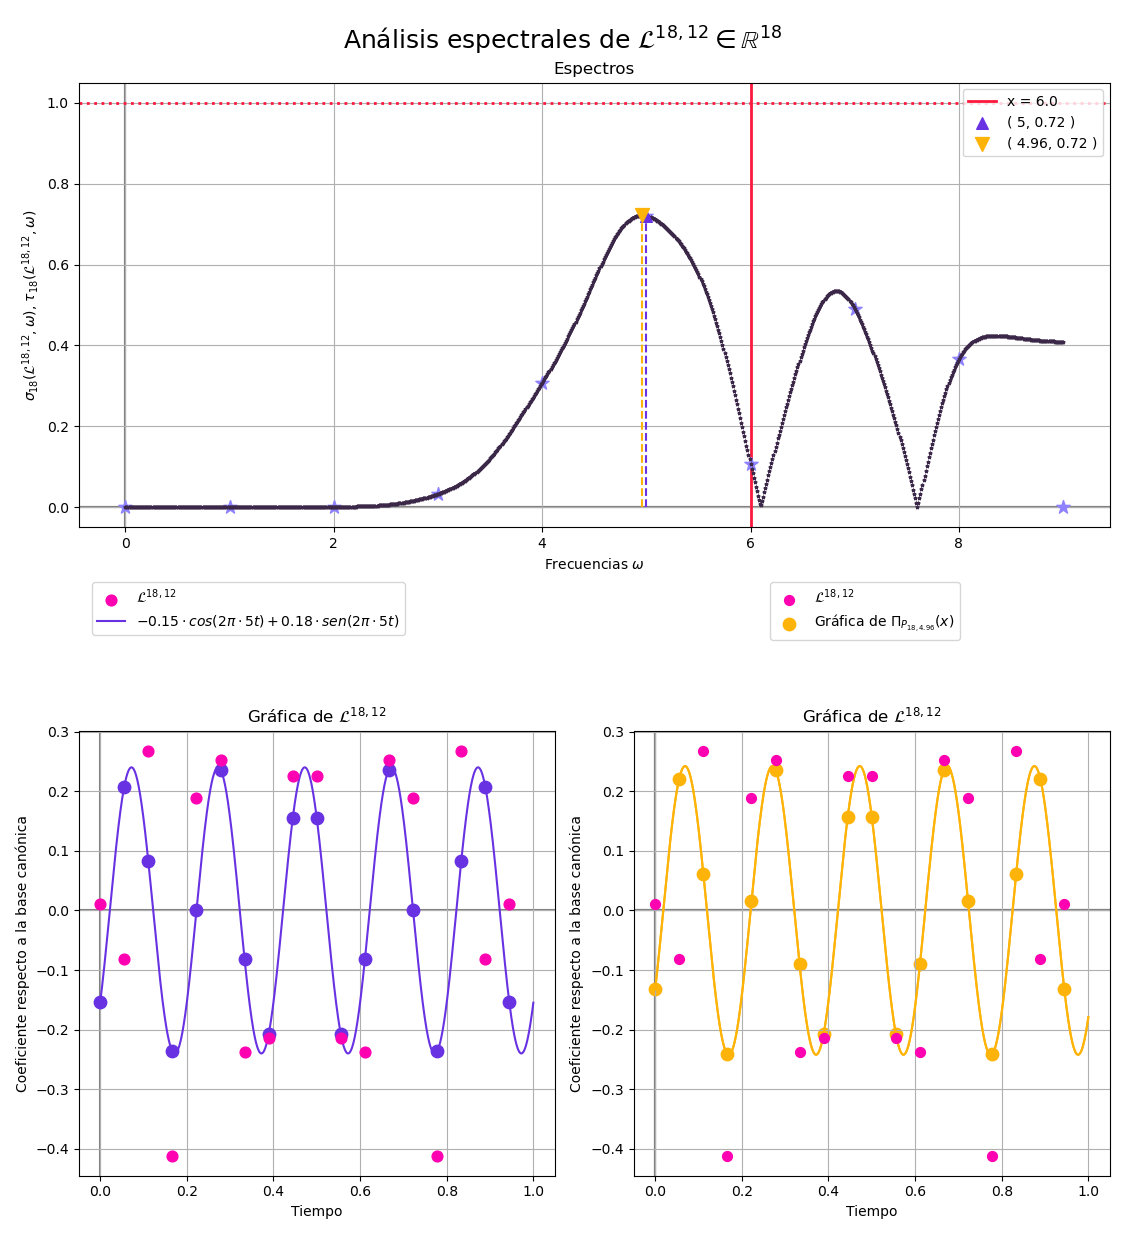 Análisis espectrales de 𝓛^{18,12} ∈ ℝ^{18}
Espectros
x = 6.0
( 5, 0.72 )
( 4.96, 0.72 )
σ_{18}(𝓛^{18,12}, ω), τ_{18}(𝓛^{18,12}, ω)
1.0
0.8
0.6
0.4
0.2
0.0
0 2 4 6 8
Frecuencias ω
𝓛^{18,12}
−0.15 · cos(2π · 5t) + 0.18 · sen(2π · 5t)
𝓛^{18,12}
Gráfica de Π_{P_{18,4.96}}(x)
Gráfica de 𝓛^{18,12}
Coeficiente respecto a la base canónica
0.3
0.2
0.1
0.0
−0.1
−0.2
−0.3
−0.4
0.0 0.2 0.4 0.6 0.8 1.0
Tiempo
Gráfica de 𝓛^{18,12}
Coeficiente respecto a la base canónica
0.3
0.2
0.1
0.0
−0.1
−0.2
−0.3
−0.4
0.0 0.2 0.4 0.6 0.8 1.0
Tiempo